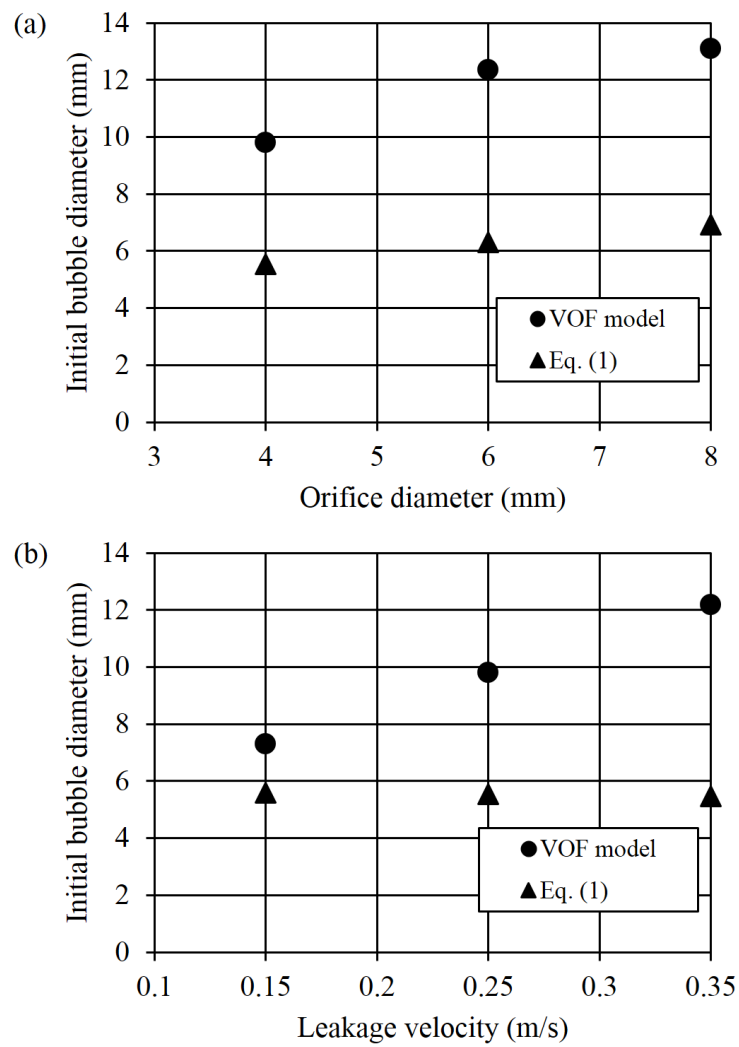 (a)
Initial bubble diameter (mm)
14
12
10
8
6
4
2
0
VOF model
Eq. (1)
3 4 5 6 7 8
Orifice diameter (mm)
(b)
Initial bubble diameter (mm)
14
12
10
8
6
4
2
0
VOF model
Eq. (1)
0.1 0.15 0.2 0.25 0.3 0.35
Leakage velocity (m/s)